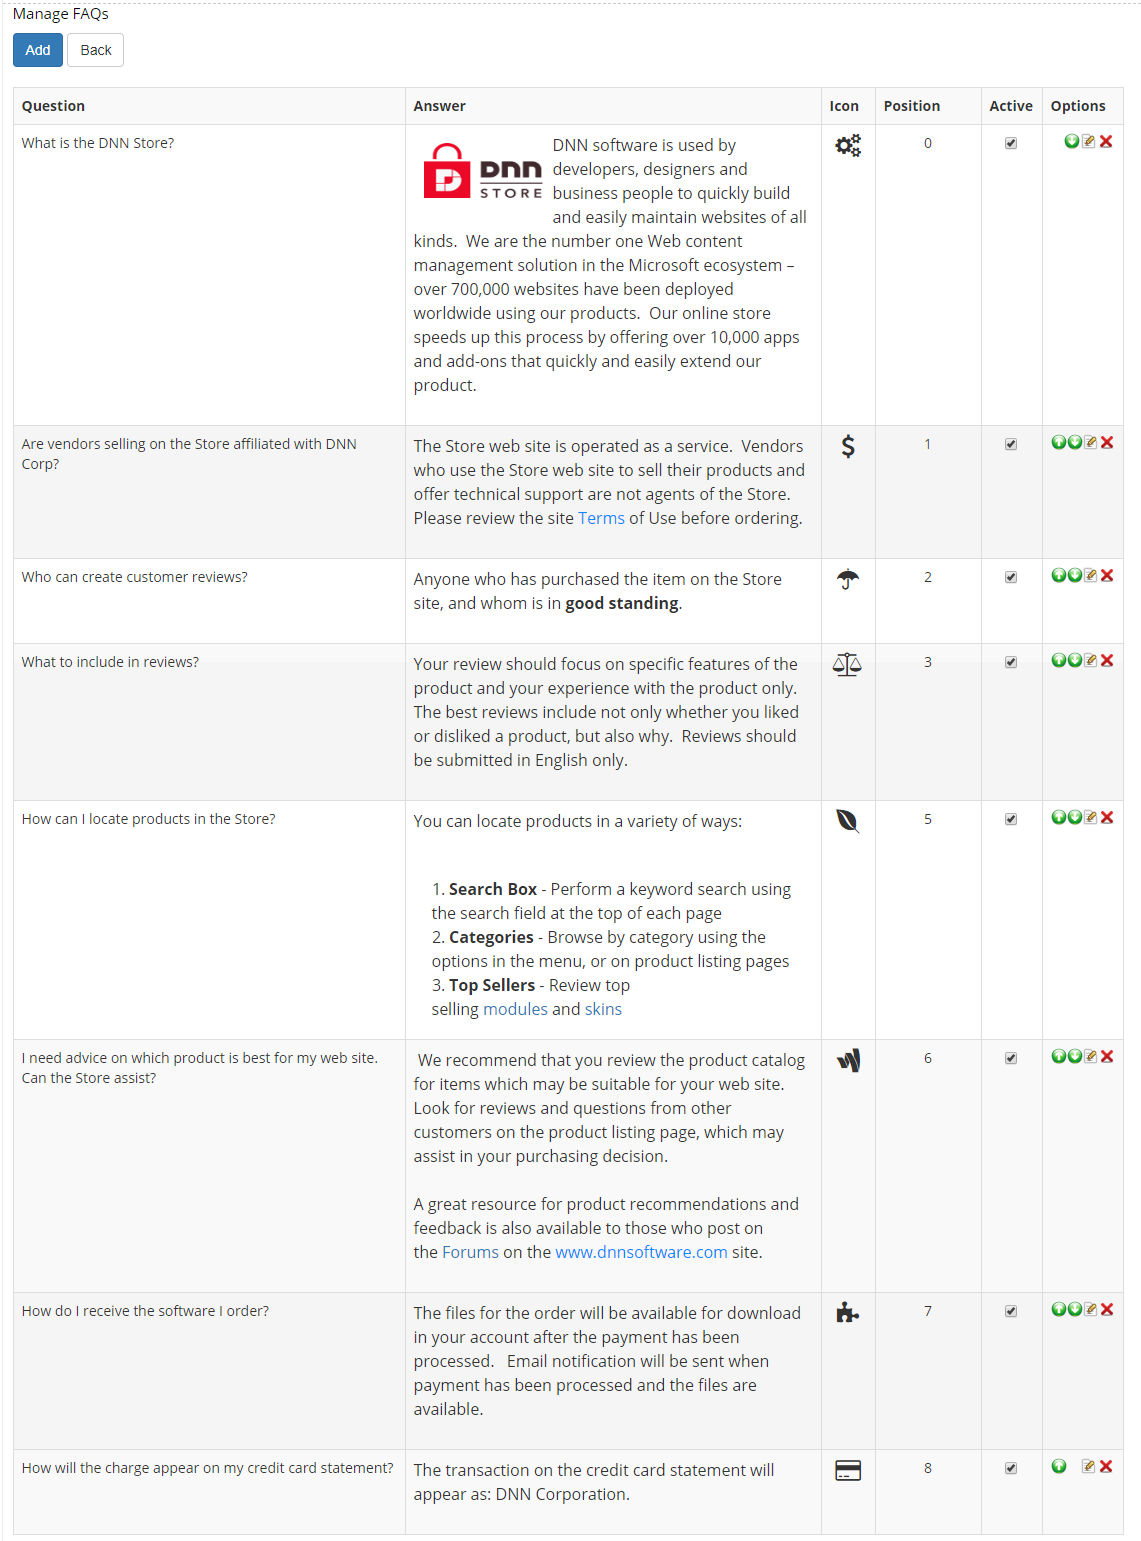 Manage FAQs
Add Back
Question Answer Icon Position Active Options
What is the DNN Store?
DNN
STORE
DNN software is used by
developers, designers and
business people to quickly build
and easily maintain websites of all
kinds.  We are the number one Web content
management solution in the Microsoft ecosystem –
over 700,000 websites have been deployed
worldwide using our products.  Our online store
speeds up this process by offering over 10,000 apps
and add-ons that quickly and easily extend our
product.
0
Are vendors selling on the Store affiliated with DNN
Corp?
The Store web site is operated as a service.  Vendors
who use the Store web site to sell their products and
offer technical support are not agents of the Store.
Please review the site Terms of Use before ordering.
1
Who can create customer reviews?
Anyone who has purchased the item on the Store
site, and whom is in good standing.
2
What to include in reviews?
Your review should focus on specific features of the
product and your experience with the product only.
The best reviews include not only whether you liked
or disliked a product, but also why.  Reviews should
be submitted in English only.
3
How can I locate products in the Store?
You can locate products in a variety of ways:
1. Search Box - Perform a keyword search using
the search field at the top of each page
2. Categories - Browse by category using the
options in the menu, or on product listing pages
3. Top Sellers - Review top
selling modules and skins
5
I need advice on which product is best for my web site.
Can the Store assist?
We recommend that you review the product catalog
for items which may be suitable for your web site.
Look for reviews and questions from other
customers on the product listing page, which may
assist in your purchasing decision.
A great resource for product recommendations and
feedback is also available to those who post on
the Forums on the www.dnnsoftware.com site.
6
How do I receive the software I order?
The files for the order will be available for download
in your account after the payment has been
processed.   Email notification will be sent when
payment has been processed and the files are
available.
7
How will the charge appear on my credit card statement?
The transaction on the credit card statement will
appear as: DNN Corporation.
8